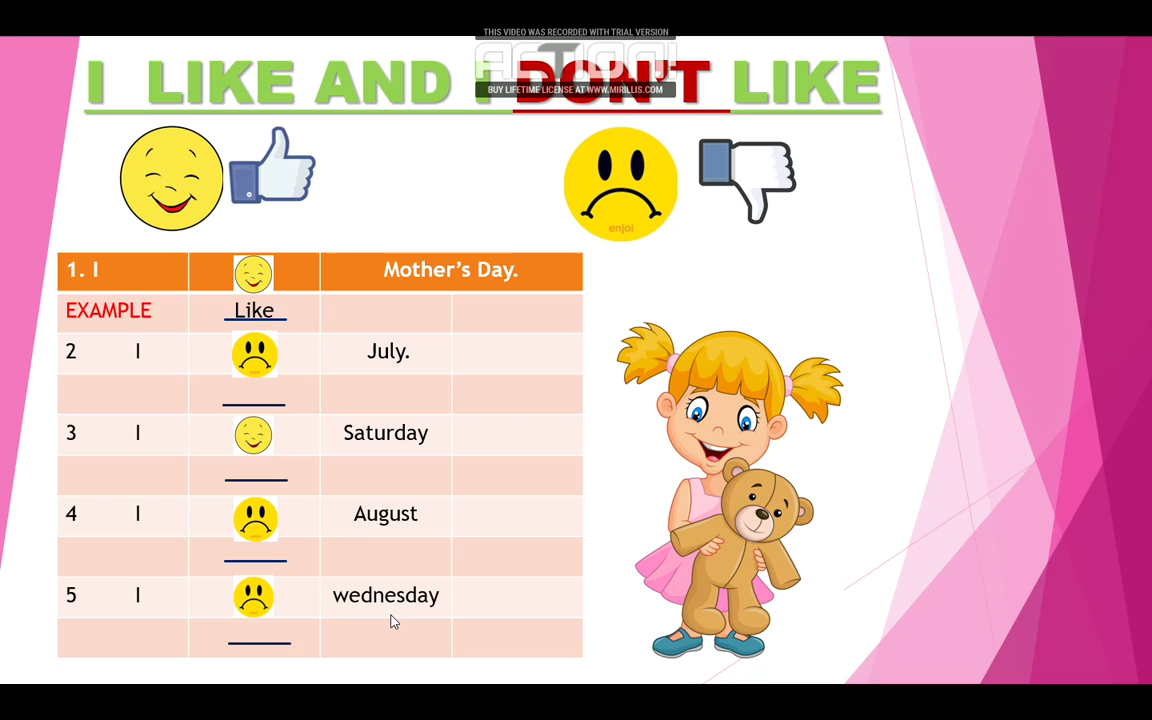 THIS VIDEO WAS RECORDED WITH TRIAL VERSION
I LIKE AND I DON'T LIKE
BUY LIFETIME LICENSE AT WWW.MIRILLIS.COM
enjoi
1. I Mother's Day.
EXAMPLE Like
2 I July.
3 I Saturday
4 I August
5 I wednesday